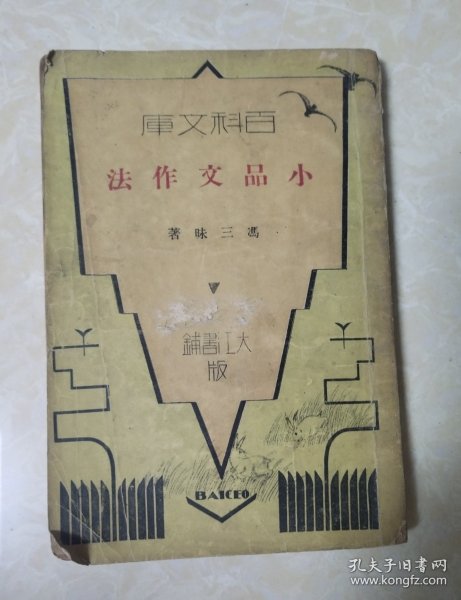 百科文庫
小品文作法
馮三昧著
大江書鋪
版
BAICEO
孔夫子旧书网
www.kongfz.com